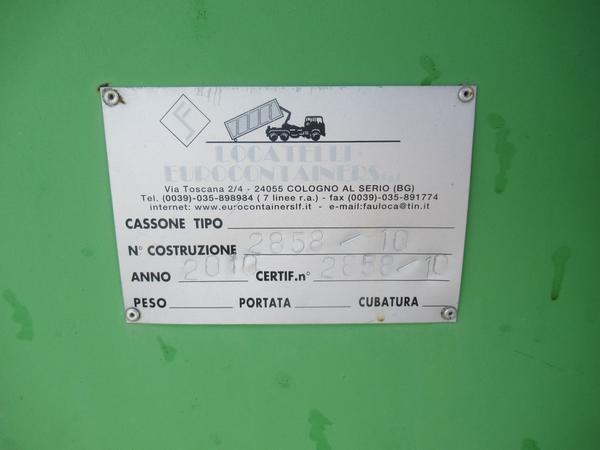 LOCATELLI
EUROCONTAINERS
Via Toscana 2/4 - 24055 COLOGNO AL SERIO (BG)
Tel. (0039)-035-898984 ( 7 linee r.a.) - fax (0039)-035-891774
internet: www.eurocontainerslf.it - e-mail:fauloca@tin.it
CASSONE TIPO
N° COSTRUZIONE 2858 - 10
ANNO 2010 CERTIF.n° 2858-10
PESO PORTATA CUBATURA